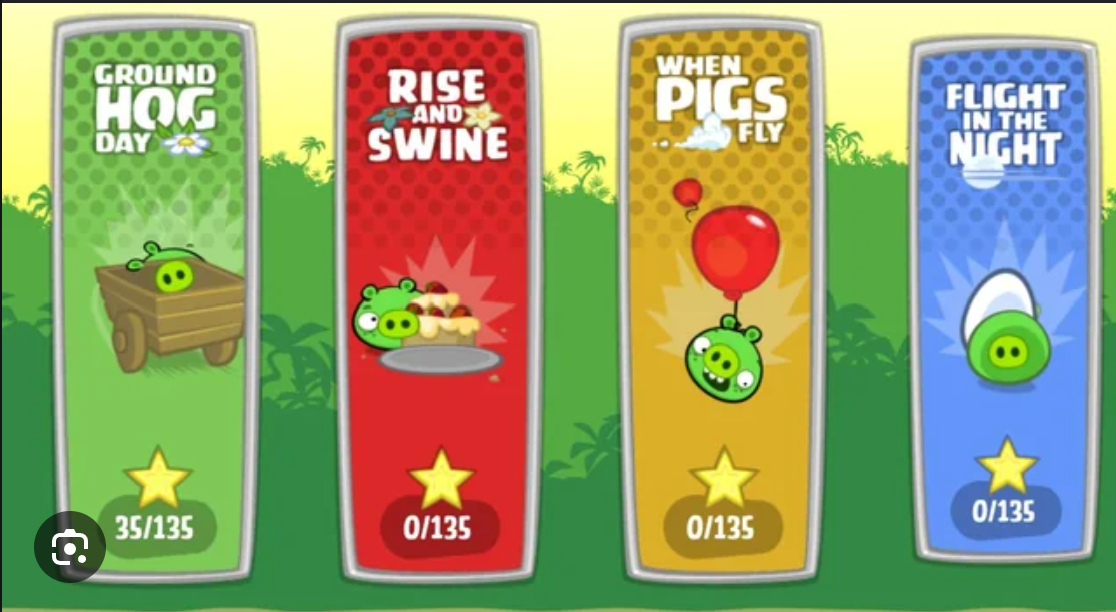 GROUND
HOG
DAY
35/135
RISE
AND
SWINE
0/135
WHEN
PIGS
FLY
0/135
FLIGHT
IN THE
NIGHT
0/135